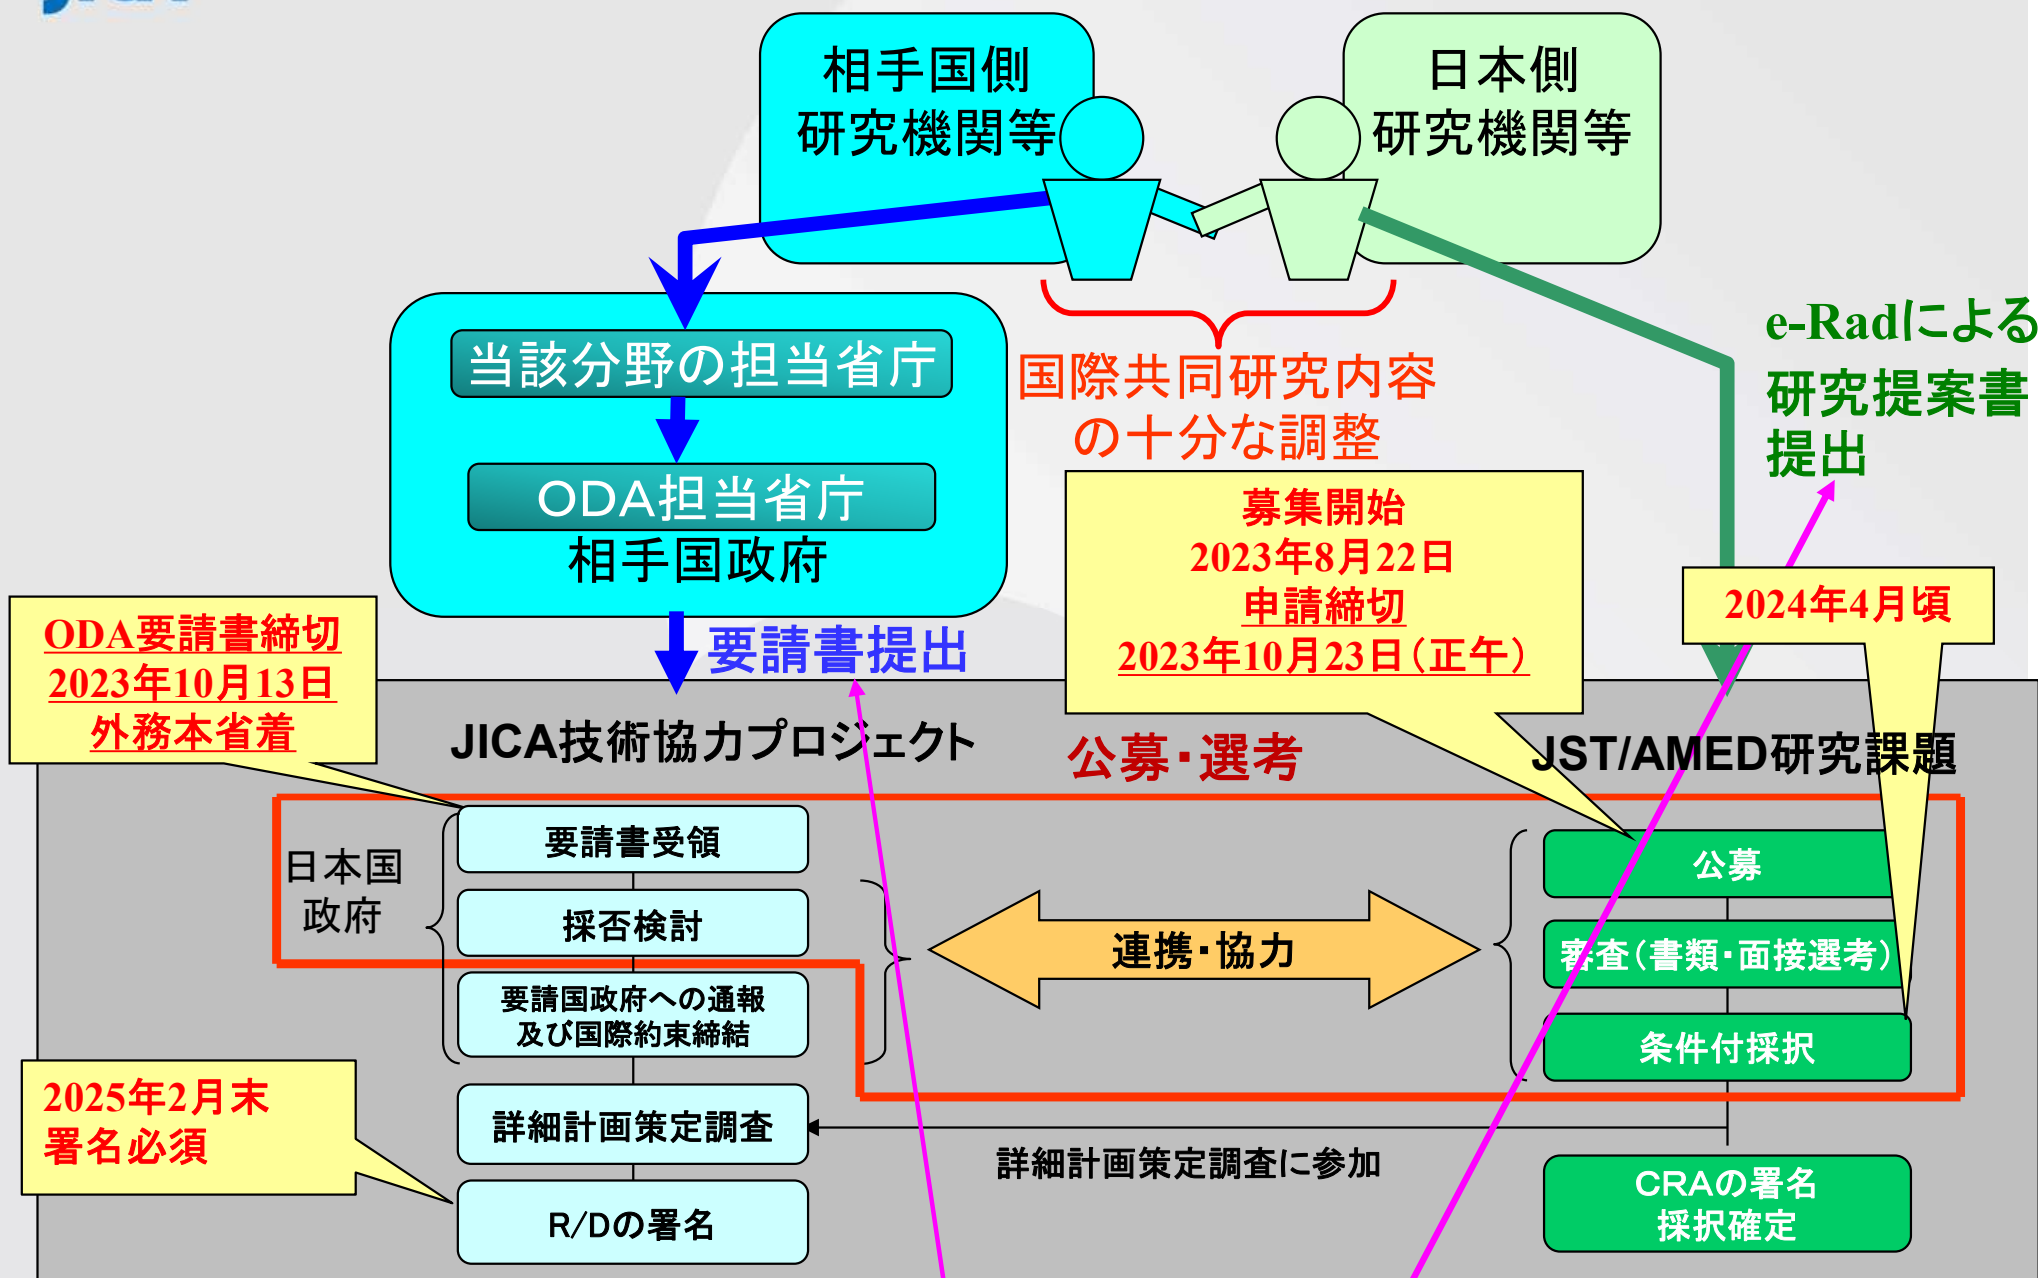 相手国側
研究機関等
日本側
研究機関等
当該分野の担当省庁
ODA担当省庁
相手国政府
国際共同研究内容
の十分な調整
e-Radによる
研究提案書
提出
募集開始
2023年8月22日
申請締切
2023年10月23日(正午)
2024年4月頃
ODA要請書締切
2023年10月13日
外務本省着
要請書提出
JICA技術協力プロジェクト
公募・選考
JST/AMED研究課題
日本国
政府
要請書受領
採否検討
要請国政府への通報
及び国際約束締結
詳細計画策定調査
R/Dの署名
連携・協力
公募
審査(書類・面接選考)
条件付採択
詳細計画策定調査に参加
CRAの署名
採択確定
2025年2月末
署名必須